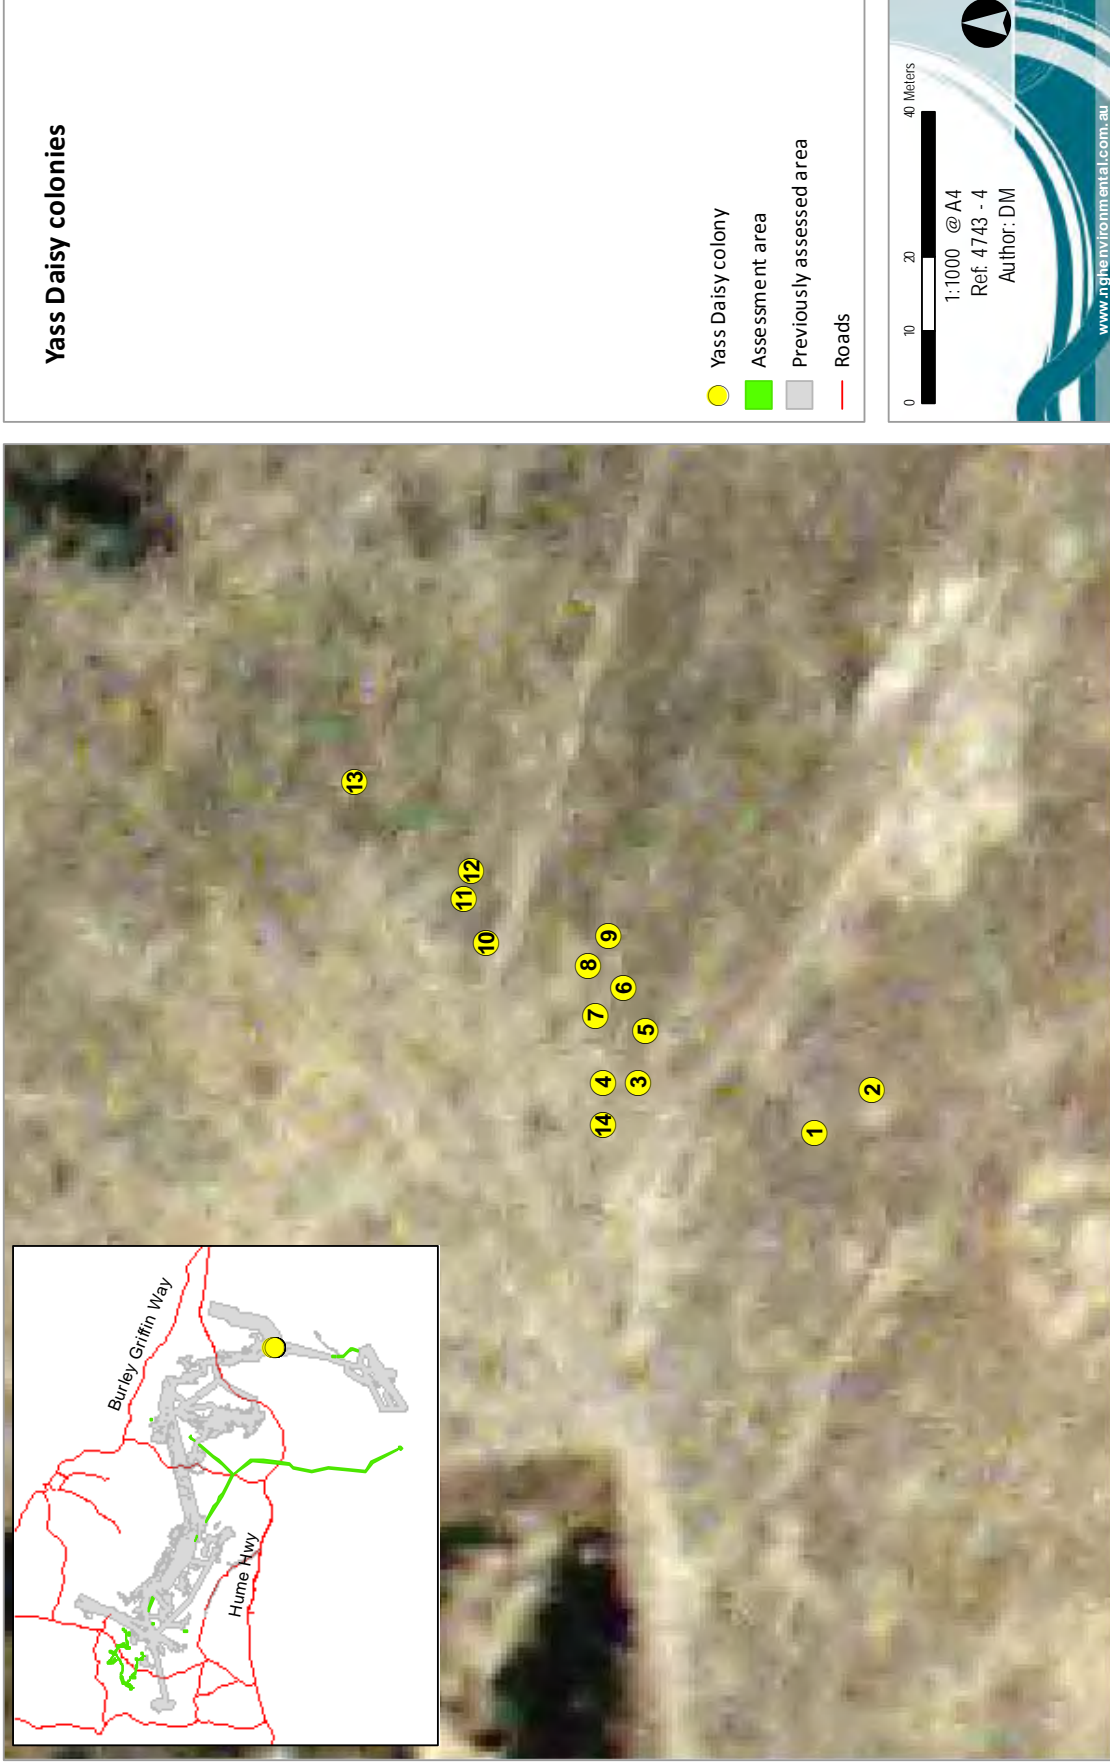 Yass Daisy colonies
Yass Daisy colony
Assessment area
Previously assessed area
Roads
0 10 20 40 Meters
1:1000 @ A4
Ref: 4743 - 4
Author: DM
www.nghenvironmental.com.au
Burley Griffin Way
Hume Hwy
13
12
11
10
9
8
6
7
5
4
3
14
2
1